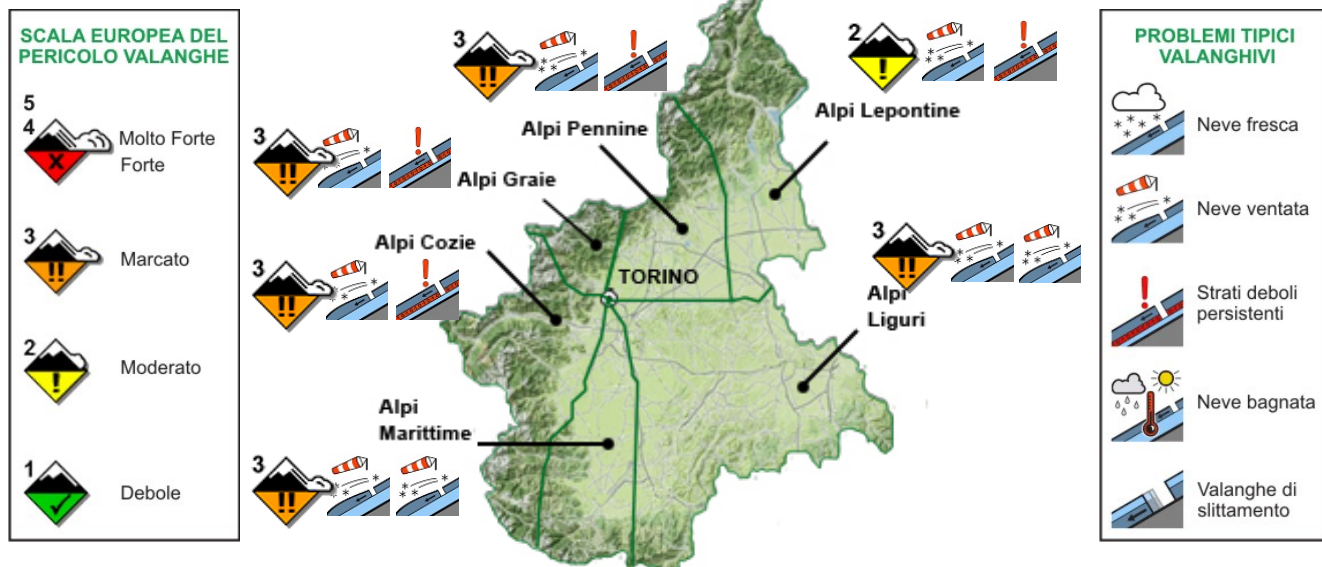 SCALA EUROPEA DEL
PERICOLO VALANGHE
5
4
Molto Forte
Forte
3
Marcato
2
Moderato
1
Debole
3
2
Alpi Lepontine
Alpi Pennine
3
Alpi Graie
Alpi Cozie
3
TORINO
3
Alpi
Liguri
Alpi
Marittime
3
PROBLEMI TIPICI
VALANGHIVI
Neve fresca
Neve ventata
Strati deboli
persistenti
Neve bagnata
Valanghe di
slittamento